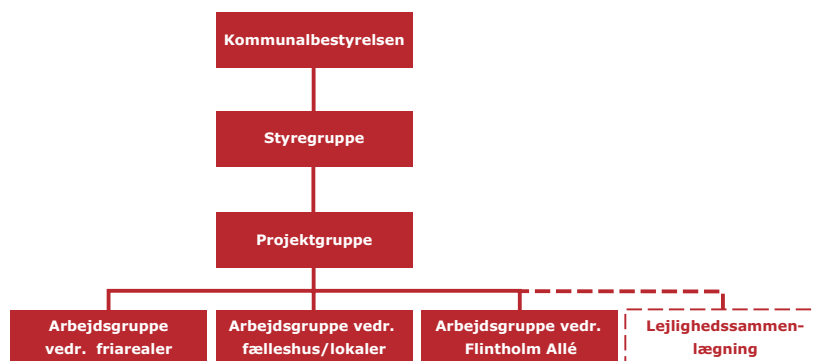 Kommunalbestyrelsen
Styregruppe
Projektgruppe
Arbejdsgruppe
vedr. friarealer
Arbejdsgruppe vedr.
fælleshus/lokaler
Arbejdsgruppe vedr.
Flintholm Allé
Lejlighedssammen-
lægning